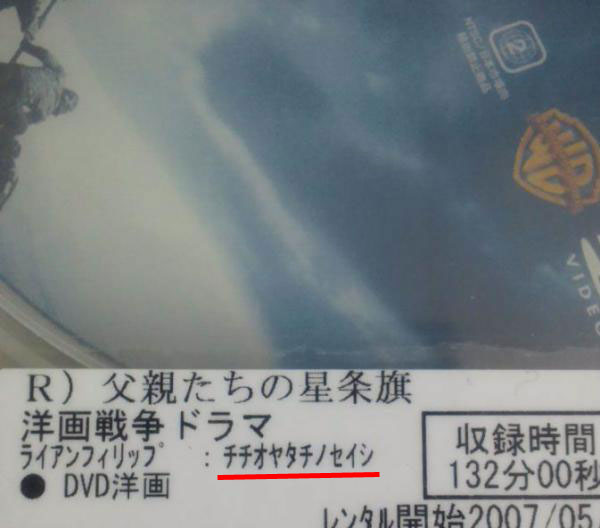 2
WB
VIDEO
R）父親たちの星条旗
洋画戦争ドラマ
ﾗｲｱﾝﾌｨﾘｯﾌﾟ : ﾁﾁｵﾔﾀﾁﾉｾｲｼ
● DVD洋画
収録時間
132分00秒
ﾚﾝﾀﾙ開始2007/05